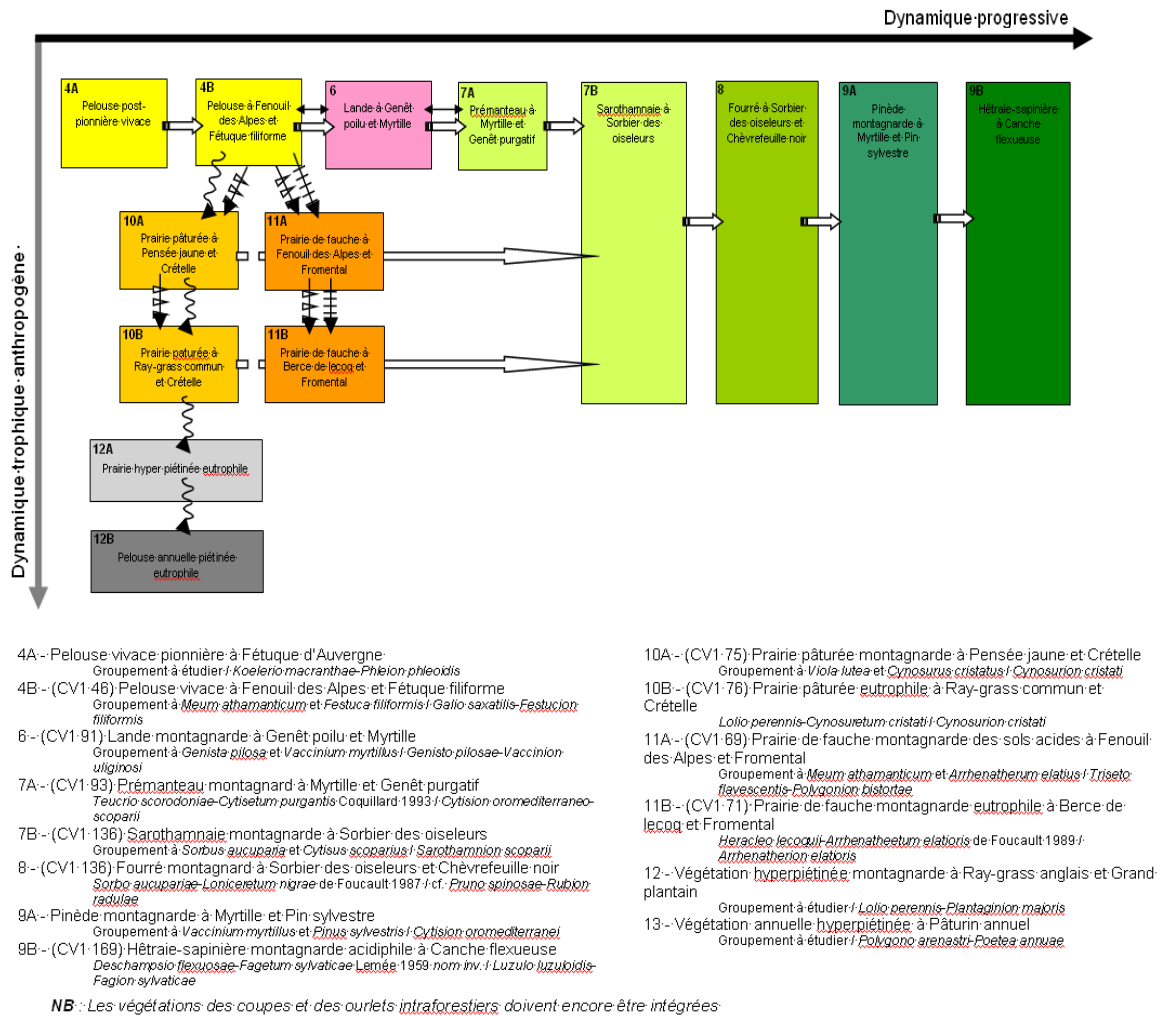 Dynamique progressive
Dynamique trophique anthropogène
4A
Pelouse post-
pionnière vivace
4B
Pelouse à Fenouil
des Alpes et
Fétuque filiforme
6
Lande à Genêt
poilu et Myrtille
7A
Prémanteau à
Myrtille et
Genêt purgatif
7B
Sarothamnaie à
Sorbier des
oiseleurs
8
Fourré à Sorbier
des oiseleurs et
Chèvrefeuille noir
9A
Pinède
montagnarde à
Myrtille et Pin
sylvestre
9B
Hêtraie-sapinière
à Canche
flexueuse
10A
Prairie pâturée à
Pensée jaune et
Crételle
11A
Prairie de fauche à
Fenouil des Alpes et
Fromental
10B
Prairie paturée à
Ray-grass commun
et Crételle
11B
Prairie de fauche à
Berce de lecoq et
Fromental
12A
Prairie hyper piétinée eutrophile
12B
Pelouse annuelle piétinée
eutrophile
4A - Pelouse vivace pionnière à Fétuque d'Auvergne
Groupement à étudier / Koelerio macranthae-Phleion phleoidis
4B - (CV1 46) Pelouse vivace à Fenouil des Alpes et Fétuque filiforme
Groupement à Meum athamanticum et Festuca filiformis / Galio saxatilis-Festucion
filiformis
6 - (CV1 91) Lande montagnarde à Genêt poilu et Myrtille
Groupement à Genista pilosa et Vaccinium myrtillus / Genisto pilosae-Vaccinion
uliginosi
7A - (CV1 93) Prémanteau montagnard à Myrtille et Genêt purgatif
Teucrio scorodoniae-Cytisetum purgantis Coquillard 1993 / Cytision oromediterraneo-
scoparii
7B - (CV1 136) Sarothamnaie montagnarde à Sorbier des oiseleurs
Groupement à Sorbus aucuparia et Cytisus scoparius / Sarothamnion scoparii
8 - (CV1 136) Fourré montagnard à Sorbier des oiseleurs et Chèvrefeuille noir
Sorbo aucupariae-Loniceretum nigrae de Foucault 1987 / cf. Pruno spinosae-Rubion
radulae
9A - Pinède montagnarde à Myrtille et Pin sylvestre
Groupement à Vaccinium myrtillus et Pinus sylvestris / Cytision oromediterranei
9B - (CV1 169) Hêtraie-sapinière montagnarde acidiphile à Canche flexueuse
Deschampsio flexuosae-Fagetum sylvaticae Lemée 1959 nom inv. / Luzulo luzuloidis-
Fagion sylvaticae
10A - (CV1 75) Prairie pâturée montagnarde à Pensée jaune et Crételle
Groupement à Viola lutea et Cynosurus cristatus / Cynosurion cristati
10B - (CV1 76) Prairie pâturée eutrophile à Ray-grass commun et
Crételle
Lolio perennis-Cynosuretum cristati / Cynosurion cristati
11A - (CV1 69) Prairie de fauche montagnarde des sols acides à Fenouil
des Alpes et Fromental
Groupement à Meum athamanticum et Arrhenatherum elatius / Triseto
flavescentis-Polygonion bistortae
11B - (CV1 71) Prairie de fauche montagnarde eutrophile à Berce de
lecoq et Fromental
Heracleo lecoquii-Arrhenatheetum elatioris de Foucault 1989 /
Arrhenatherion elatioris
12 - Végétation hyperpiétinée montagnarde à Ray-grass anglais et Grand
plantain
Groupement à étudier / Lolio perennis-Plantaginion majoris
13 - Végétation annuelle hyperpiétinée à Pâturin annuel
Groupement à étudier / Polygono arenastri-Poetea annuae
NB : Les végétations des coupes et des ourlets intraforestiers doivent encore être intégrées